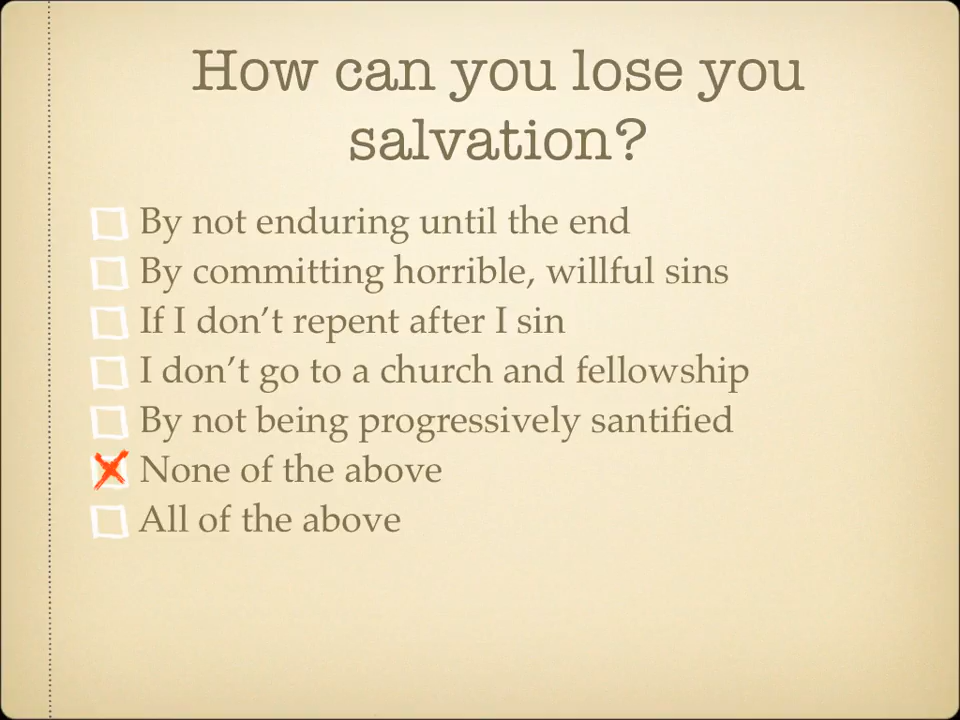 How can you lose you
salvation?
By not enduring until the end
By committing horrible, willful sins
If I don't repent after I sin
I don't go to a church and fellowship
By not being progressively santified
None of the above
All of the above